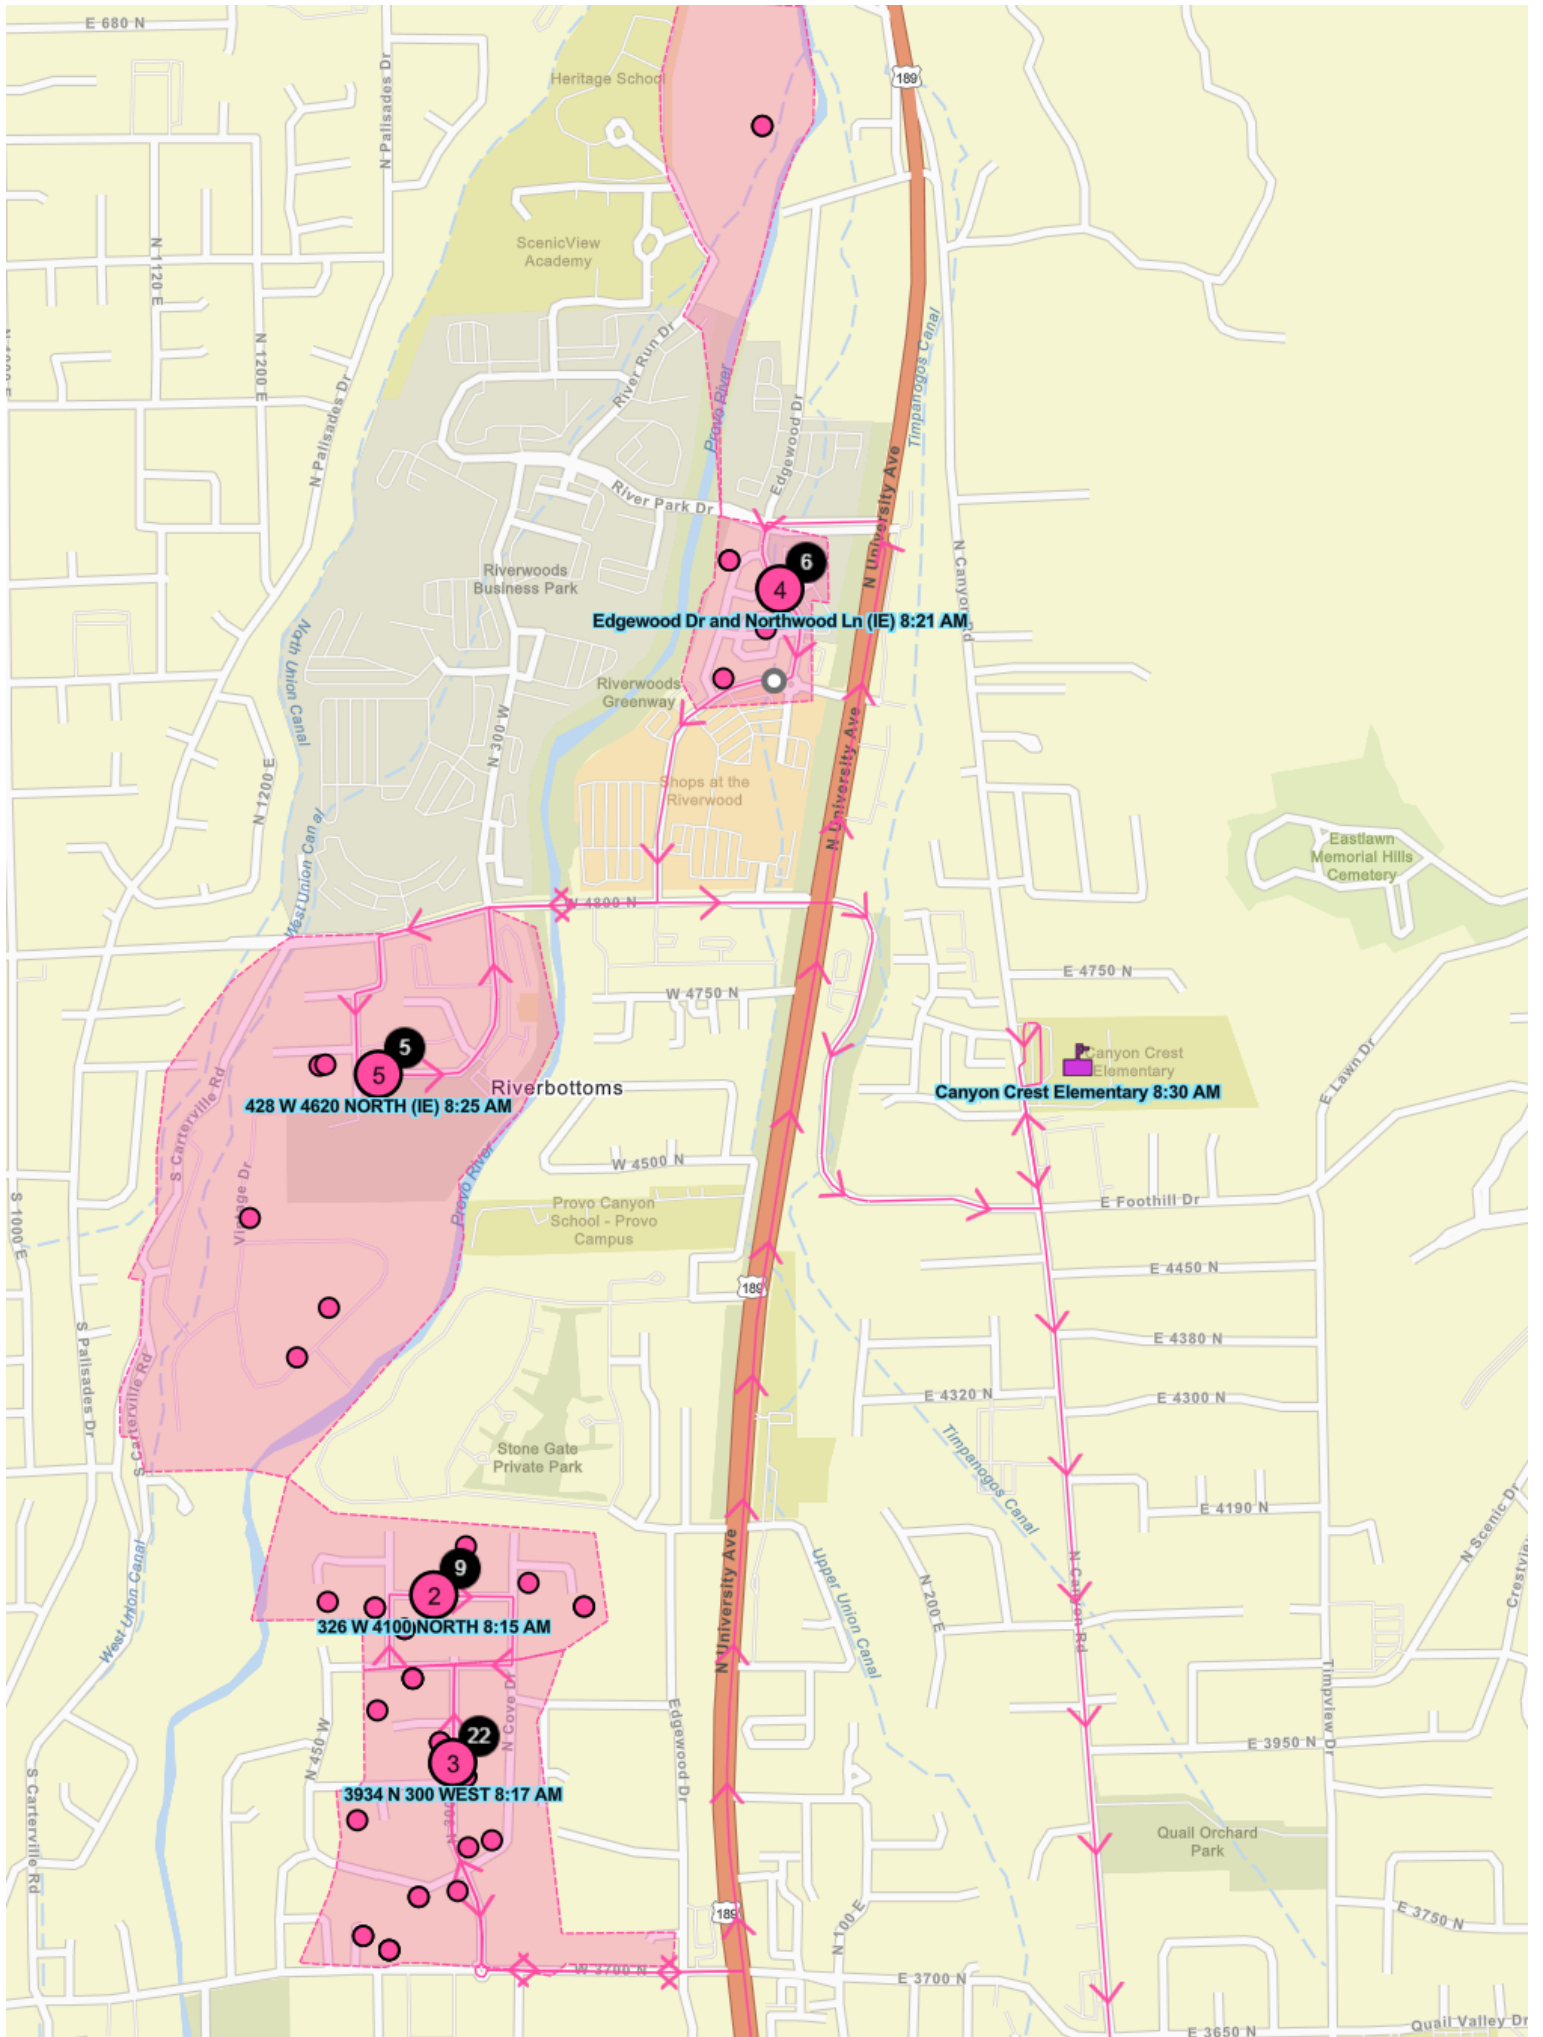 E 680 N
189
Heritage School
N Palisades Dr
N 1120 E
ScenicView
Academy
N 1200 E
Timpanogos Canal
River Run Dr
N Palisades Dr
Provo River
Edgewood Dr
N University Ave
River Park Dr
N Canyon Rd
6
Riverwoods
Business Park
4
Edgewood Dr and Northwood Ln (IE) 8:21 AM
North Union Canal
Riverwoods
Greenway
N 300 W
N University Ave
N 1200 E
Shops at the
Riverwood
West Union Canal
Eastlawn
Memorial Hills
Cemetery
W 4800 N
E 4750 N
W 4750 N
5
5
428 W 4620 NORTH (IE) 8:25 AM
Riverbottoms
Canyon Crest
Elementary
Canyon Crest Elementary 8:30 AM
E Lawn Dr
S Carterville Rd
Vintage Dr
Provo River
W 4500 N
S 1000 E
Provo Canyon
School - Provo
Campus
E Foothill Dr
E 4450 N
189
S Palisades Dr
S Carterville Rd
E 4380 N
E 4320 N
E 4300 N
Stone Gate
Private Park
Timpanogos Canal
E 4190 N
N Scenic Dr
West Union Canal
N University Ave
Upper Union Canal
N 200 E
N Canyon Rd
9
2
326 W 4100 NORTH 8:15 AM
Timpview Dr
N Cove Dr
N 450 W
Edgewood Dr
22
3
3934 N 300 WEST 8:17 AM
E 3950 N
S Carterville Rd
N 300
Quail Orchard
Park
189
N 100 E
E 3750 N
W 3700 N
E 3700 N
Quail Valley Dr
E 3650 N